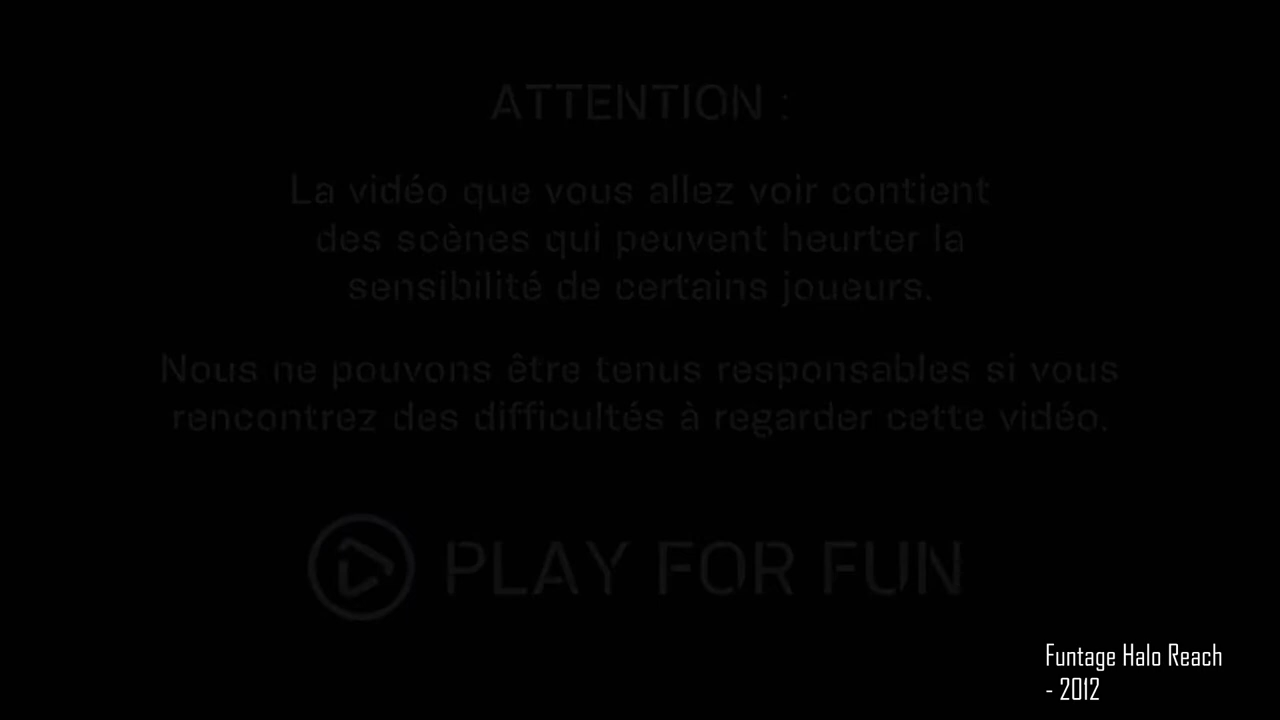 ATTENTION :
La vidéo que vous allez voir contient
des scènes qui peuvent heurter la
sensibilité de certains joueurs.
Nous ne pouvons être tenus responsables si vous
rencontrez des difficultés à regarder cette vidéo.
PLAY FOR FUN
Funtage Halo Reach
- 2012